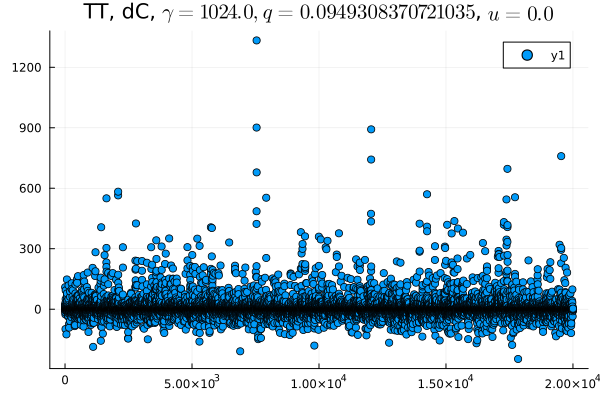 TT, dC, γ = 1024.0, q = 0.0949308370721035, u = 0.0
y1
1200
900
600
300
0
0 5.00×10³ 1.00×10⁴ 1.50×10⁴ 2.00×10⁴